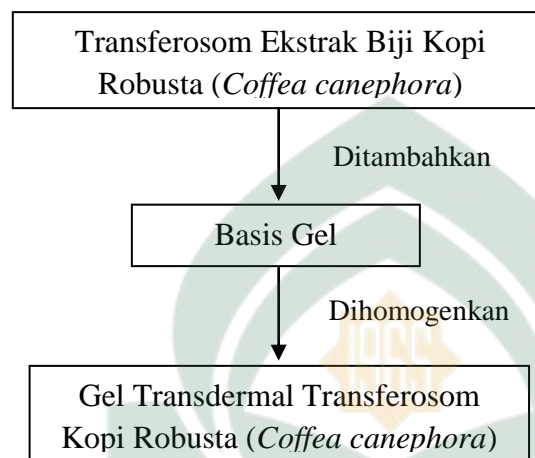 Transferosom Ekstrak Biji Kopi
Robusta (Coffea canephora)
Ditambahkan
Basis Gel
Dihomogenkan
Gel Transdermal Transferosom
Kopi Robusta (Coffea canephora)